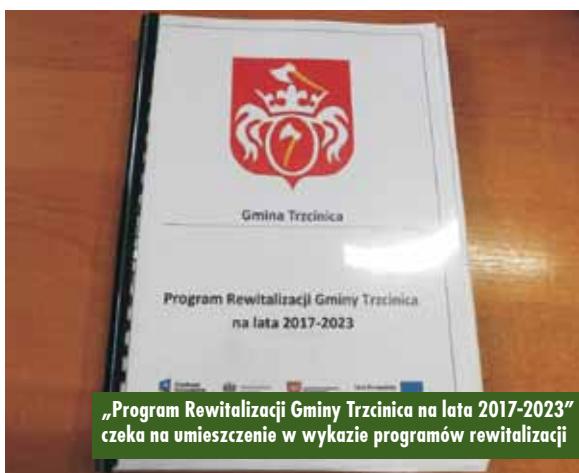 Gmina Trzcinica
Program Rewitalizacji Gminy Trzcinica
na lata 2017-2023
„Program Rewitalizacji Gminy Trzcinica na lata 2017-2023”
czeka na umieszczenie w wykazie programów rewitalizacji